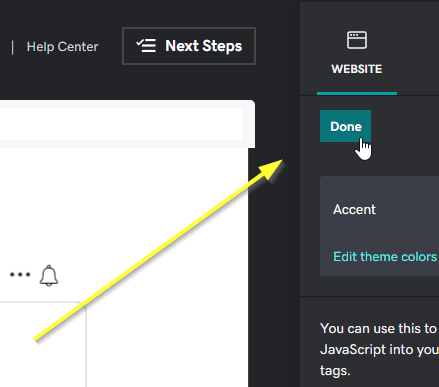 | Help Center
Next Steps
WEBSITE
Done
Accent
Edit theme colors
You can use this to
JavaScript into you
tags.